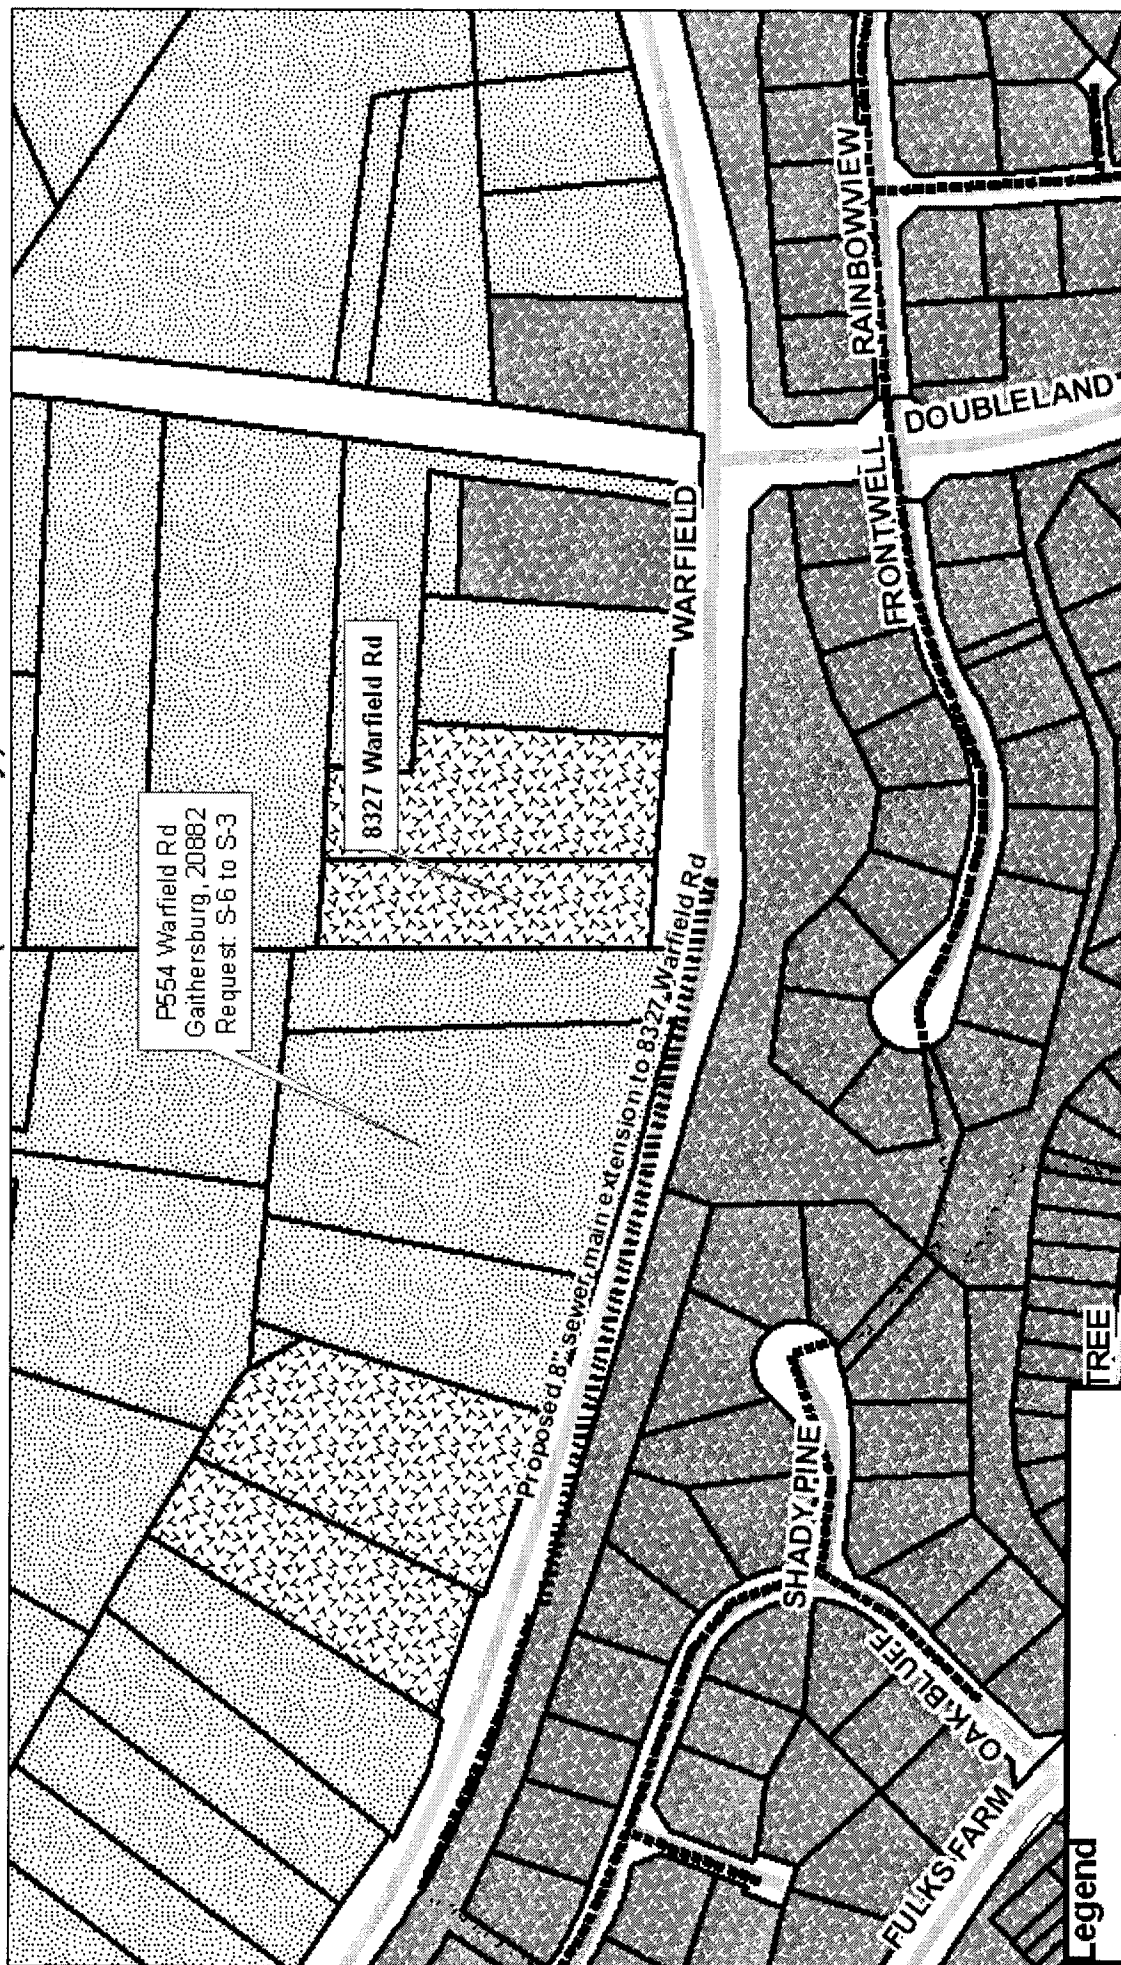 P554 Warfield Rd
Gaithersburg, 20882
Request S-6 to S-3
8327 Warfield Rd
Proposed 8" sewer main extension to 8327 Warfield Rd
WARFIELD
RAINBOWVIEW
DOUBLELAND
FRONTWELL
SHADY PINE
OAK BLUFF
FULKS FARM
TREE
Legend